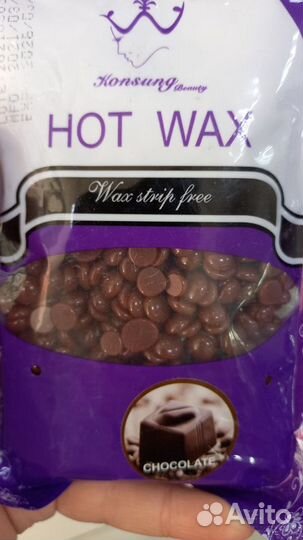 Konsung
Beauty
HOT WAX
Wax strip free
CHOCOLATE
Avito